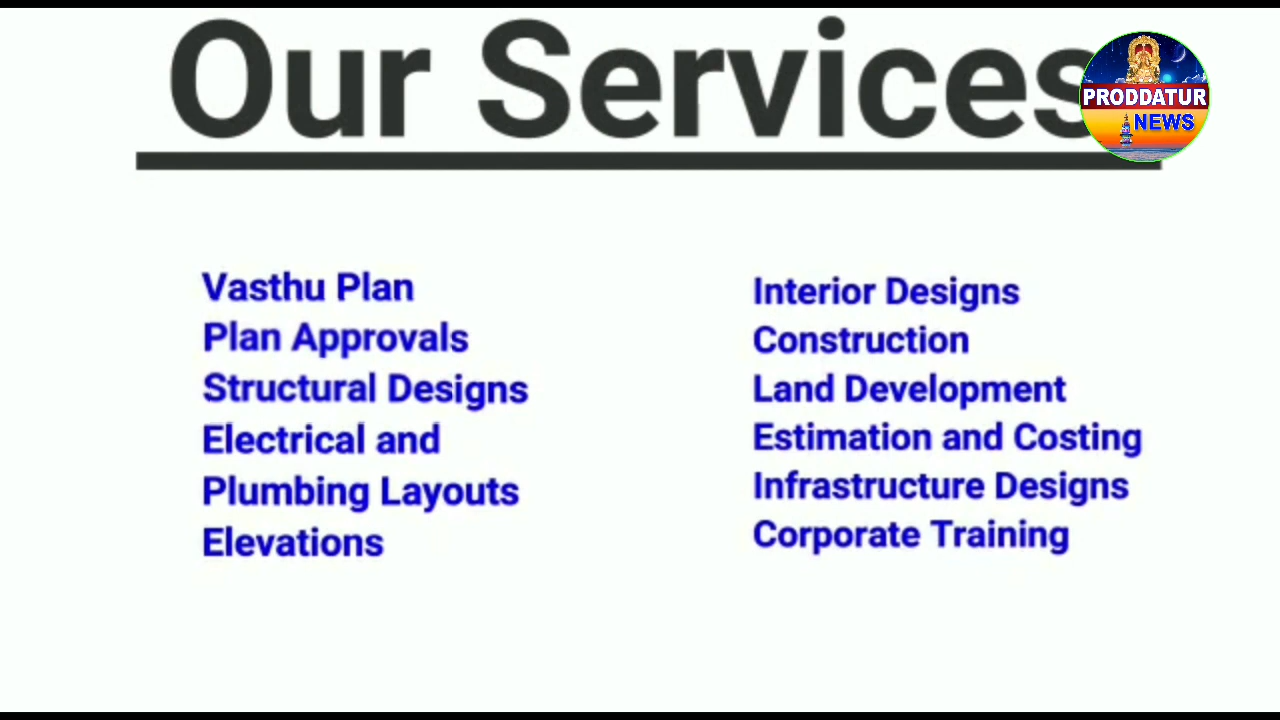 Our Services
PRODDATUR
NEWS
Vasthu Plan
Plan Approvals
Structural Designs
Electrical and
Plumbing Layouts
Elevations
Interior Designs
Construction
Land Development
Estimation and Costing
Infrastructure Designs
Corporate Training